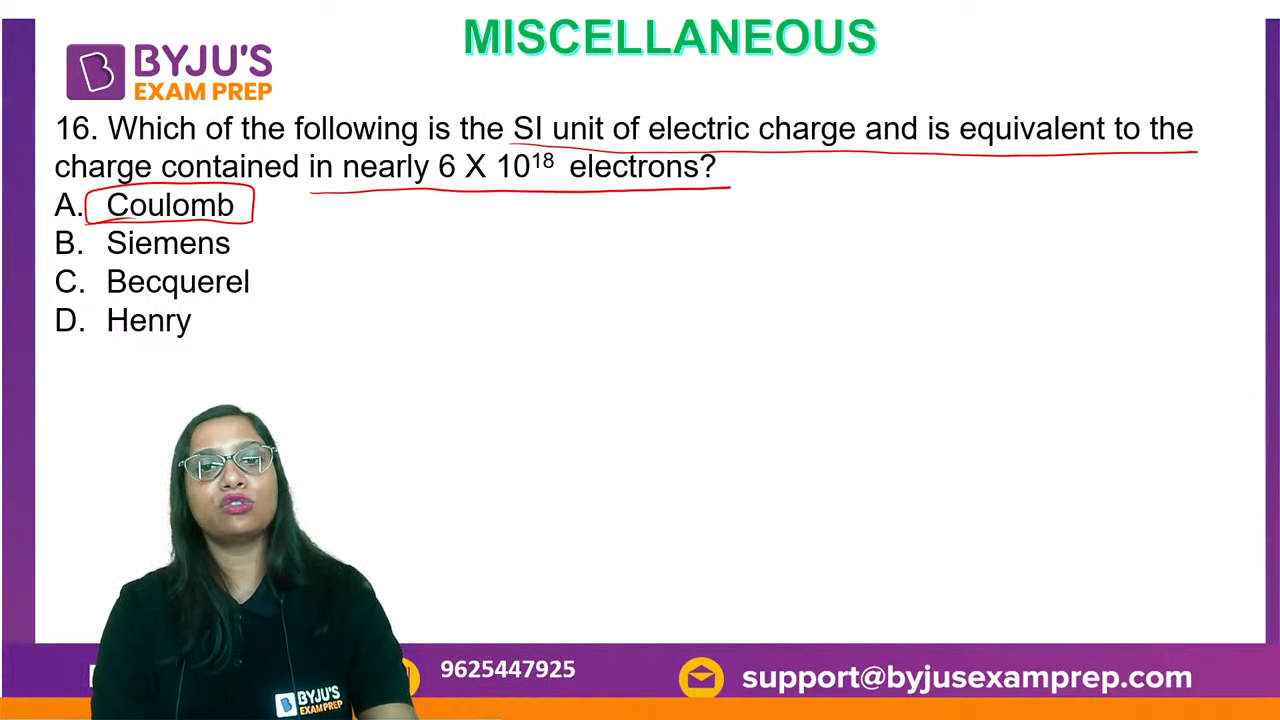 MISCELLANEOUS
BYJU'S
EXAM PREP
16. Which of the following is the SI unit of electric charge and is equivalent to the
charge contained in nearly 6 X 10¹⁸ electrons?
A. Coulomb
B. Siemens
C. Becquerel
D. Henry
9625447925
support@byjusexamprep.com
BYJU'S
EXAM PREP